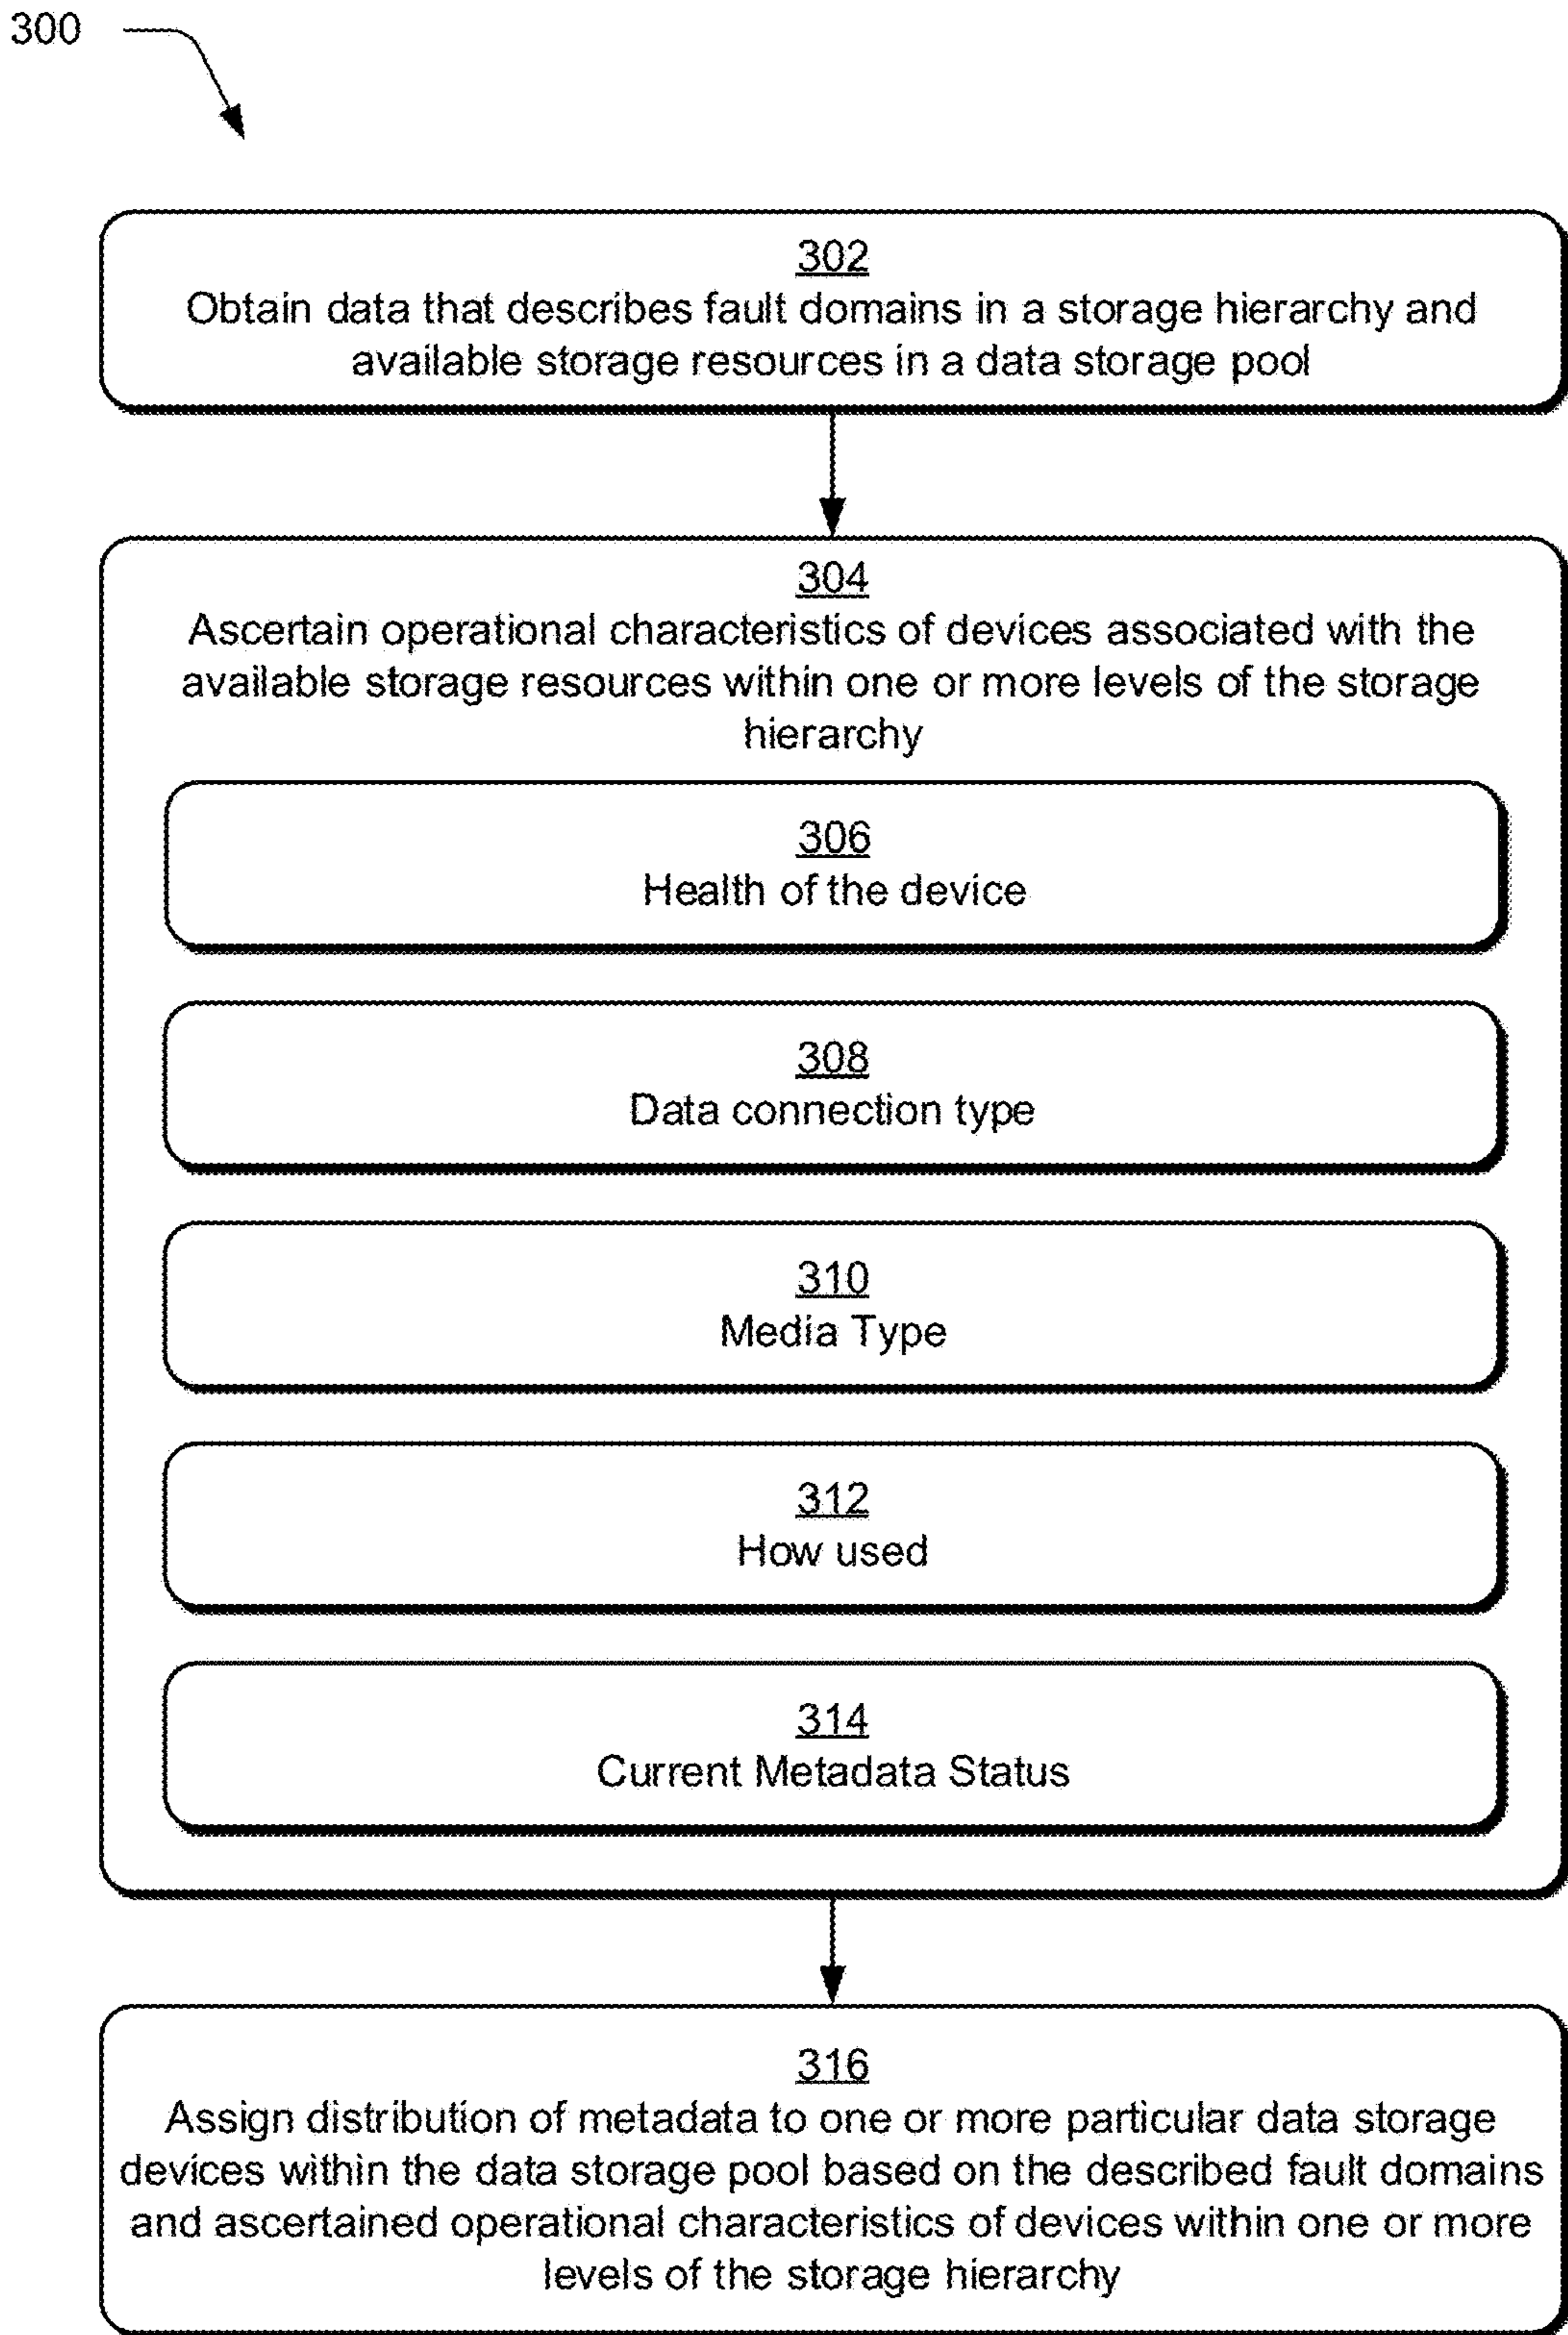 300
302
Obtain data that describes fault domains in a storage hierarchy and
available storage resources in a data storage pool
304
Ascertain operational characteristics of devices associated with the
available storage resources within one or more levels of the storage
hierarchy
306
Health of the device
308
Data connection type
310
Media Type
312
How used
314
Current Metadata Status
316
Assign distribution of metadata to one or more particular data storage
devices within the data storage pool based on the described fault domains
and ascertained operational characteristics of devices within one or more
levels of the storage hierarchy